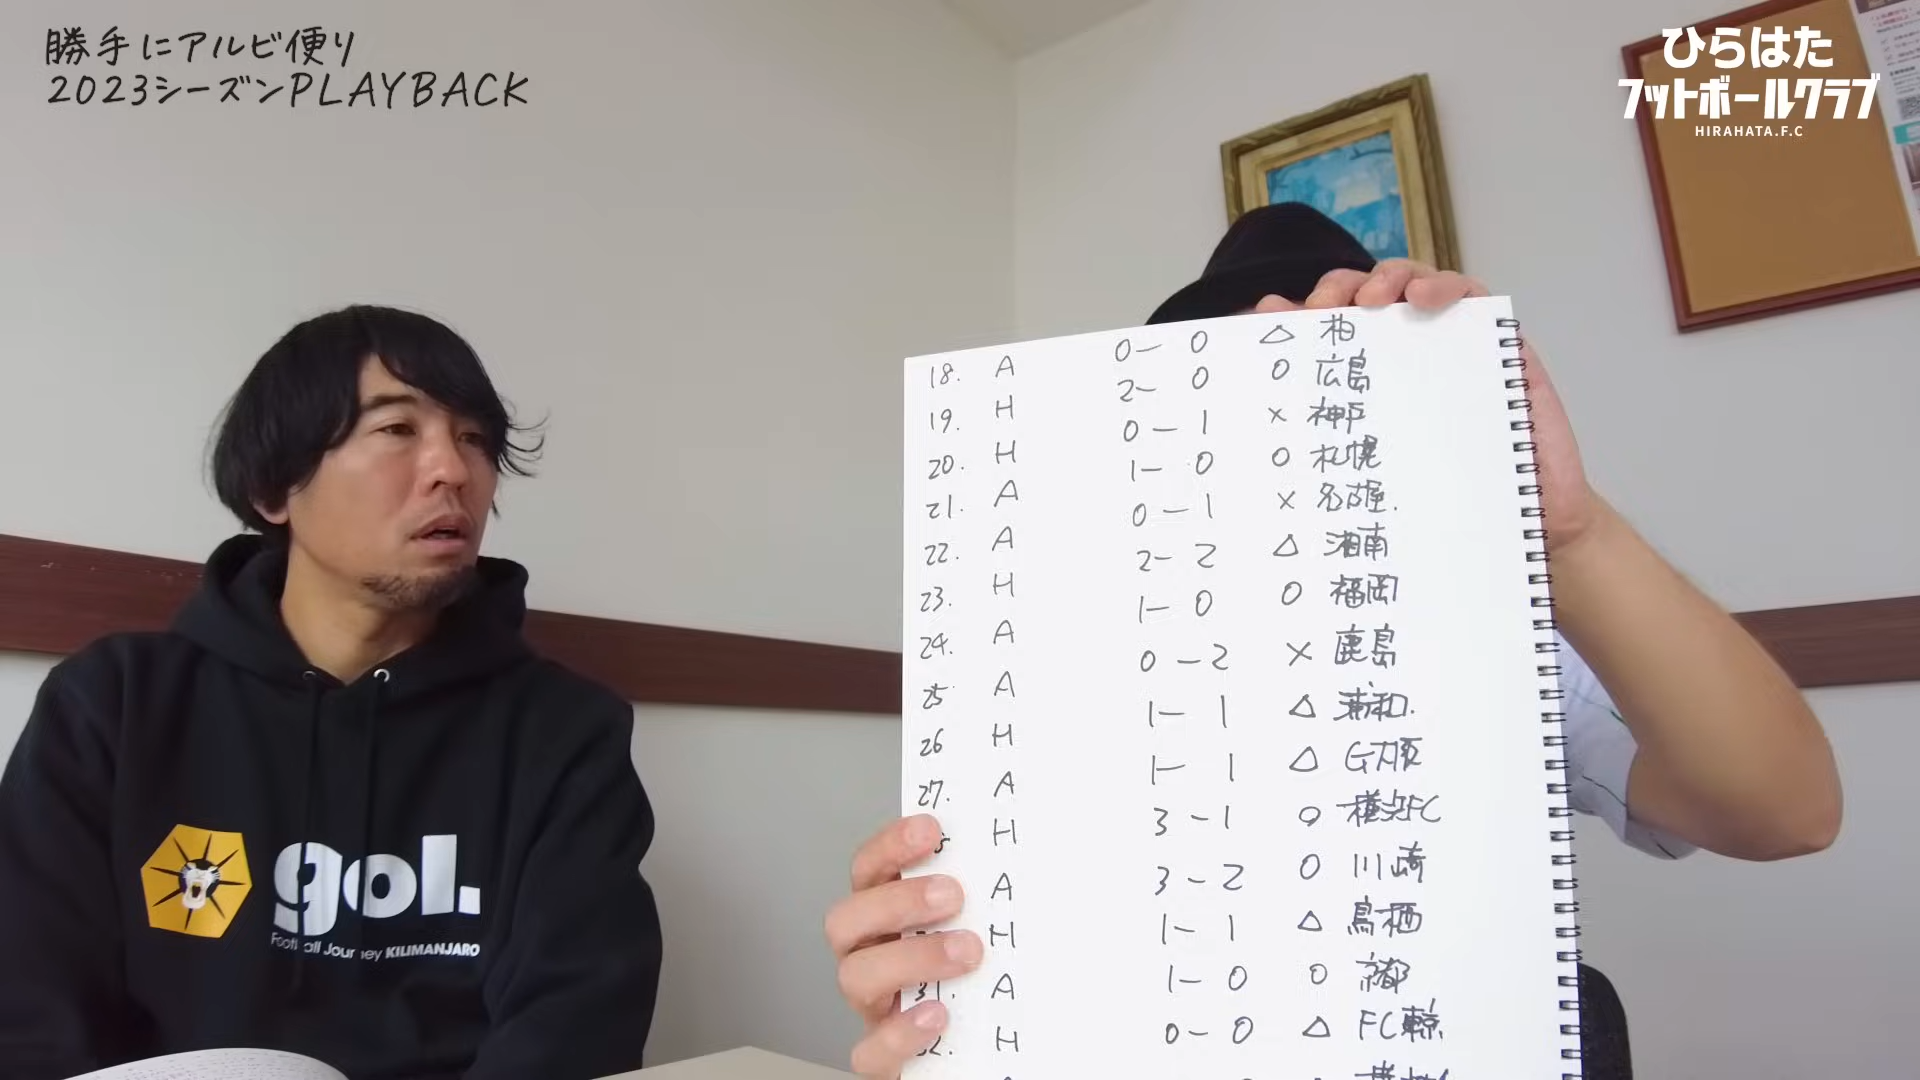 勝手にアルビ便り
2023シーズンPLAYBACK
ひらはた
フットボールクラブ
HIRAHATA.F.C
18. A 0-0 △ 柏
19. H 2-0 ○ 広島
20. H 0-1 × 神戸
21. A 1-0 ○ 札幌
22. A 0-1 × 名古屋.
23. H 2-2 △ 湘南
24. A 1-0 ○ 福岡
25 A 0-2 × 鹿島
26 H 1-1 △ 浦和.
27. A 1-1 △ G大阪
H 3-1 ○ 横浜FC
A 3-2 ○ 川崎
H 1-1 △ 鳥栖
31. A 1-0 ○ 京都
32. H 0-0 △ FC東京
gol.
Football Journey KILIMANJARO